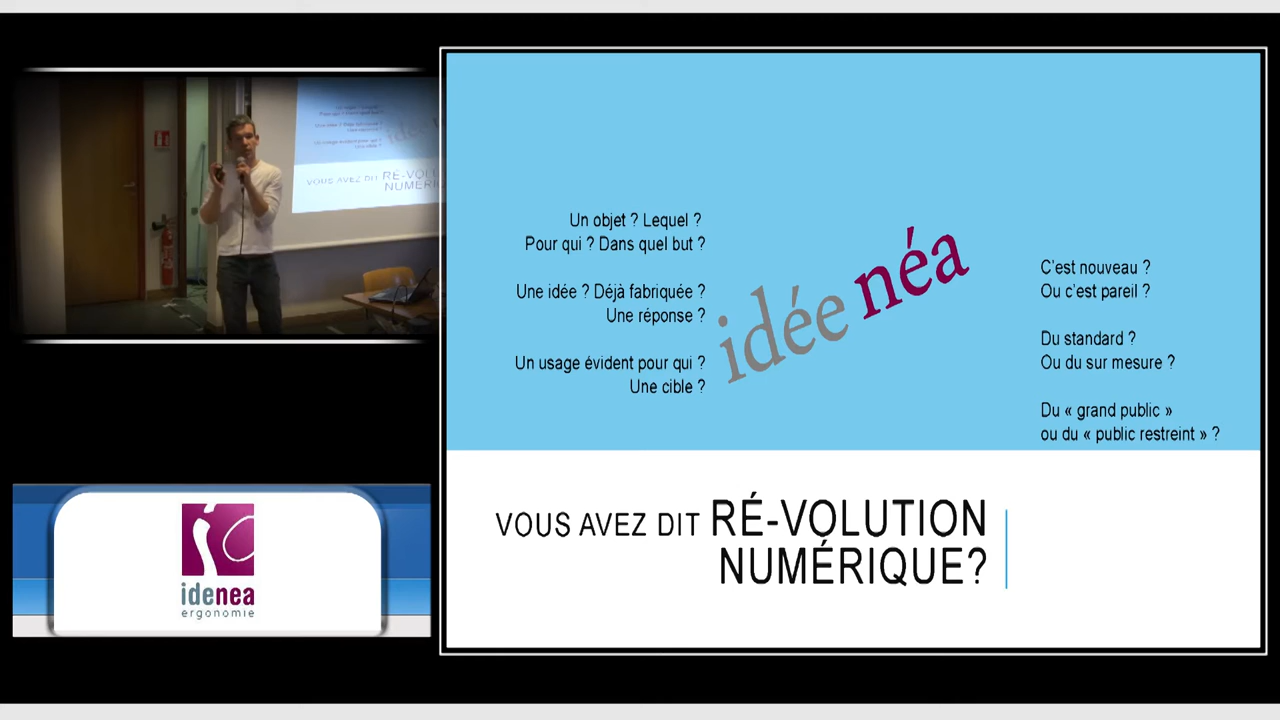 Un objet ? Lequel ?
Pour qui ? Dans quel but ?
Une idée ? Déjà fabriquée ?
Une réponse ?
Un usage évident pour qui ?
Une cible ?
idée néa
C’est nouveau ?
Ou c’est pareil ?
Du standard ?
Ou du sur mesure ?
Du « grand public »
ou du « public restreint » ?
VOUS AVEZ DIT RÉ-VOLUTION
NUMÉRIQUE?
idenea
ergonomie